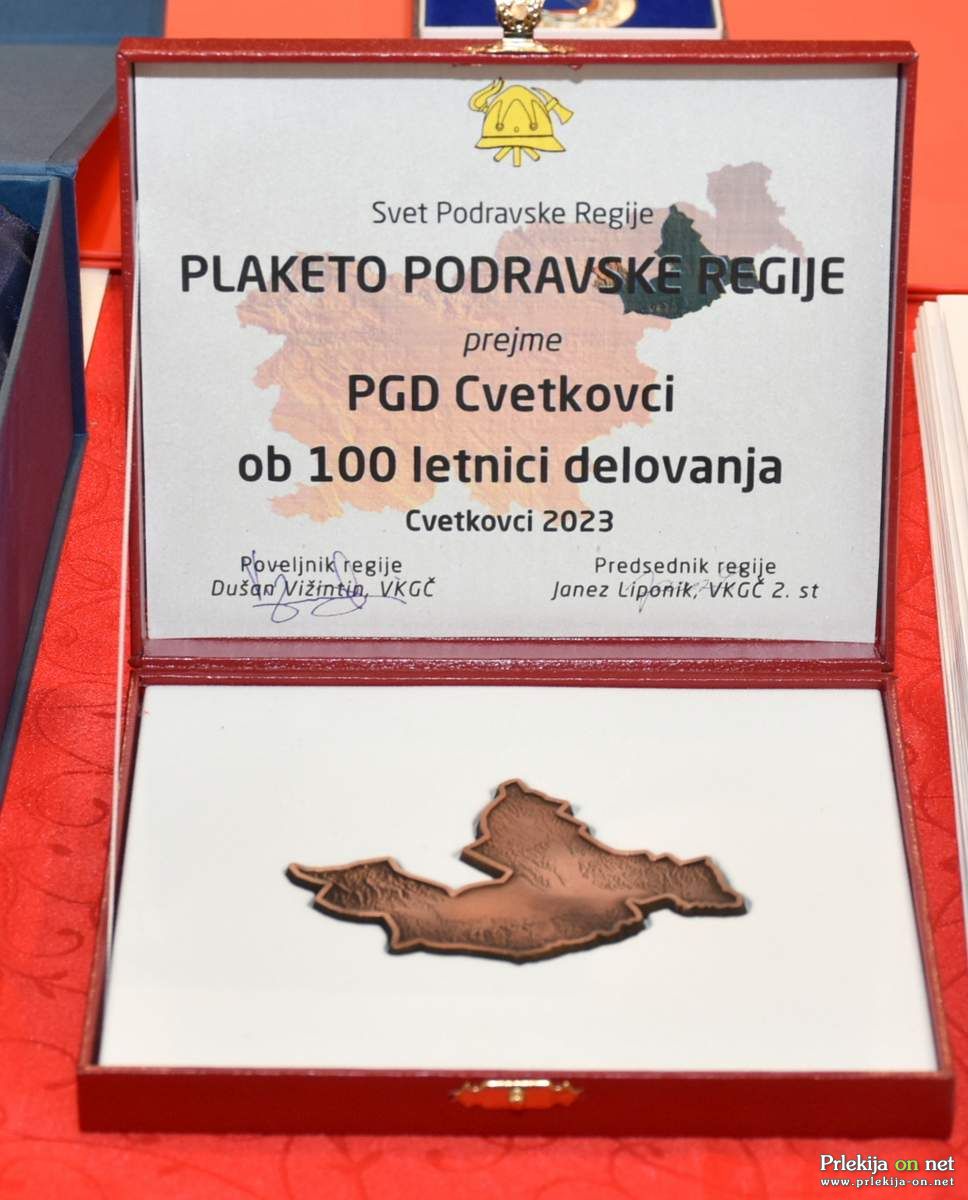 Svet Podravske Regije
PLAKETO PODRAVSKE REGIJE
prejme
PGD Cvetkovci
ob 100 letnici delovanja
Cvetkovci 2023
Poveljnik regije
Dušan Vižintin, VKGČ
Predsednik regije
Janez Liponik, VKGČ 2. st
Prlekija on net
www.prlekija-on.net